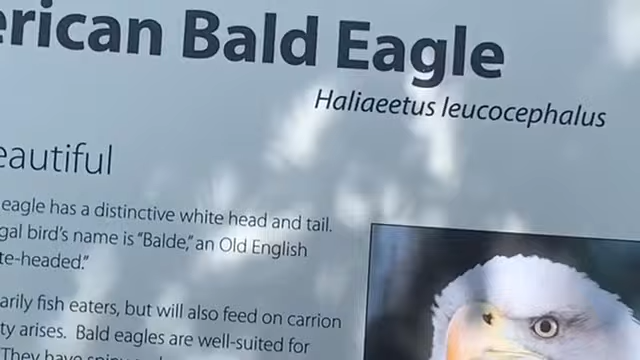 erican Bald Eagle
Haliaeetus leucocephalus
eautiful
eagle has a distinctive white head and tail.
gal bird's name is "Balde," an Old English
te-headed."
arily fish eaters, but will also feed on carrion
ty arises. Bald eagles are well-suited for
They have